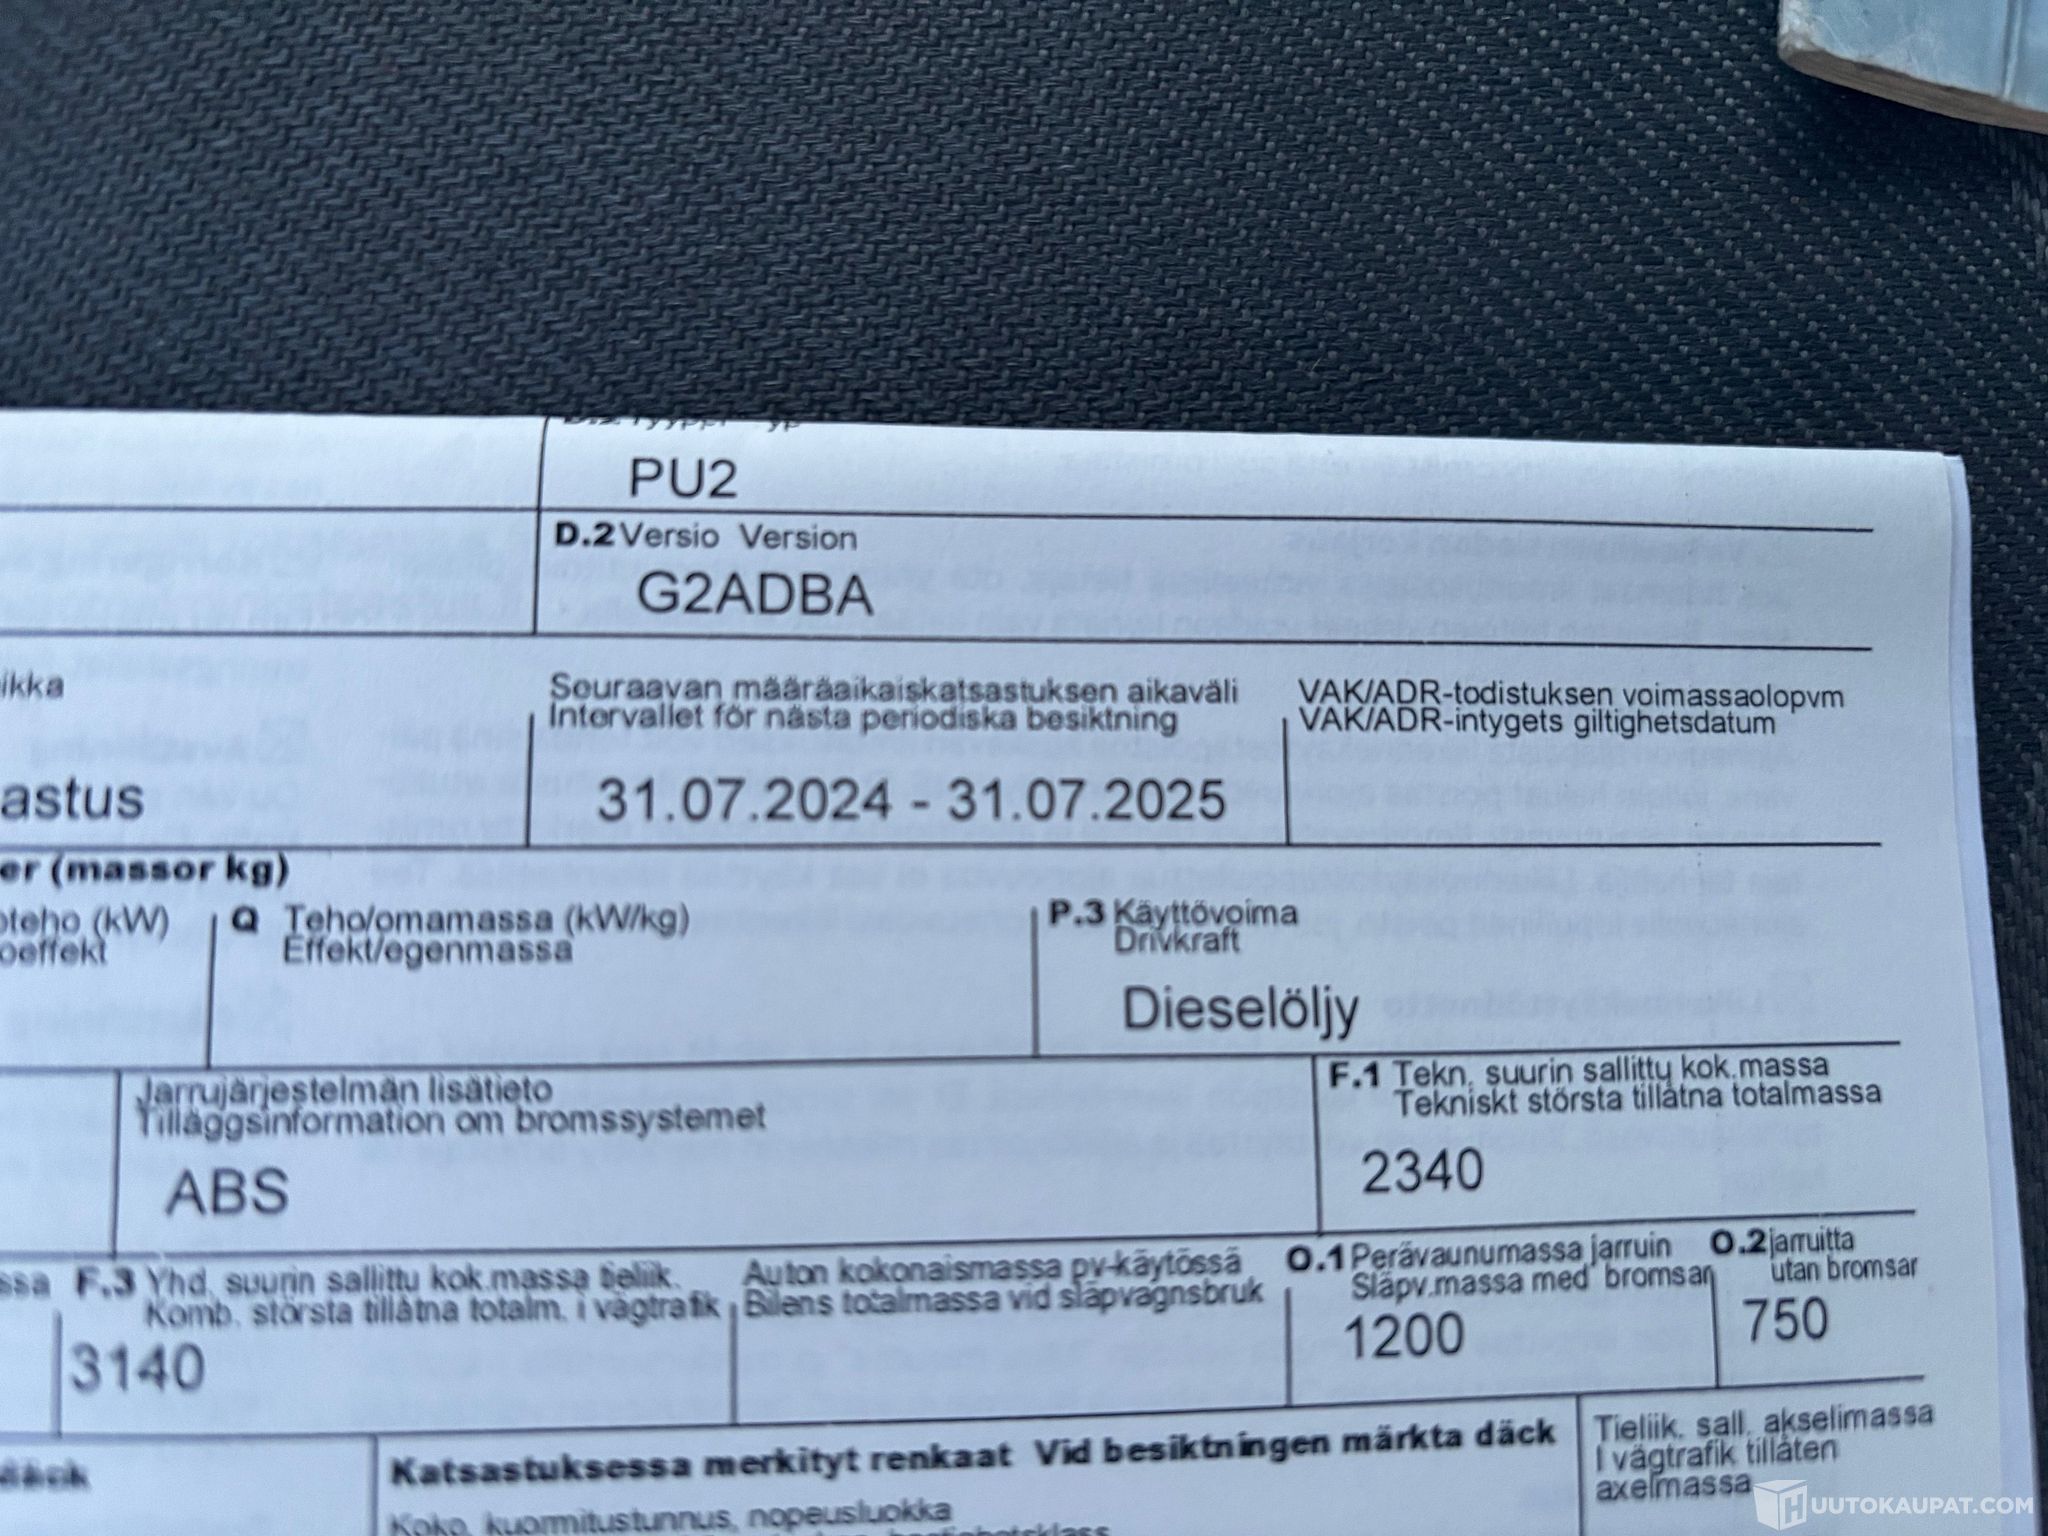 PU2
D.2 Versio Version
G2ADBA
Seuraavan määräaikaiskatsastuksen aikaväli
Intervallet för nästa periodiska besiktning
VAK/ADR-todistuksen voimassaolopvm
VAK/ADR-intygets giltighetsdatum
astus
31.07.2024 - 31.07.2025
er (massor kg)
oteho (kW)
oeffekt
Q Teho/omamassa (kW/kg)
Effekt/egenmassa
P.3 Käyttövoima
Drivkraft
Dieselöljy
Jarrujärjestelmän lisätieto
Tilläggsinformation om bromssystemet
ABS
F.1 Tekn. suurin sallittu kok.massa
Tekniskt största tillåtna totalmassa
2340
ssa
F.3 Yhd. suurin sallittu kok.massa tieliik.
Komb. största tillåtna totalm. i vägtrafik
3140
Auton kokonaismassa pv-käytössä
Bilens totalmassa vid släpvagnsbruk
O.1 Perävaunumassa jarruin
Släpv.massa med bromsar
1200
O.2 jarruitta
utan bromsar
750
däck
Katsastuksessa merkityt renkaat Vid besiktningen märkta däck
Koko, kuormitustunnus, nopeusluokka
Tieliik. sall. akselimassa
I vägtrafik tillåten
axelmassa
HUUTOKAUPAT.COM